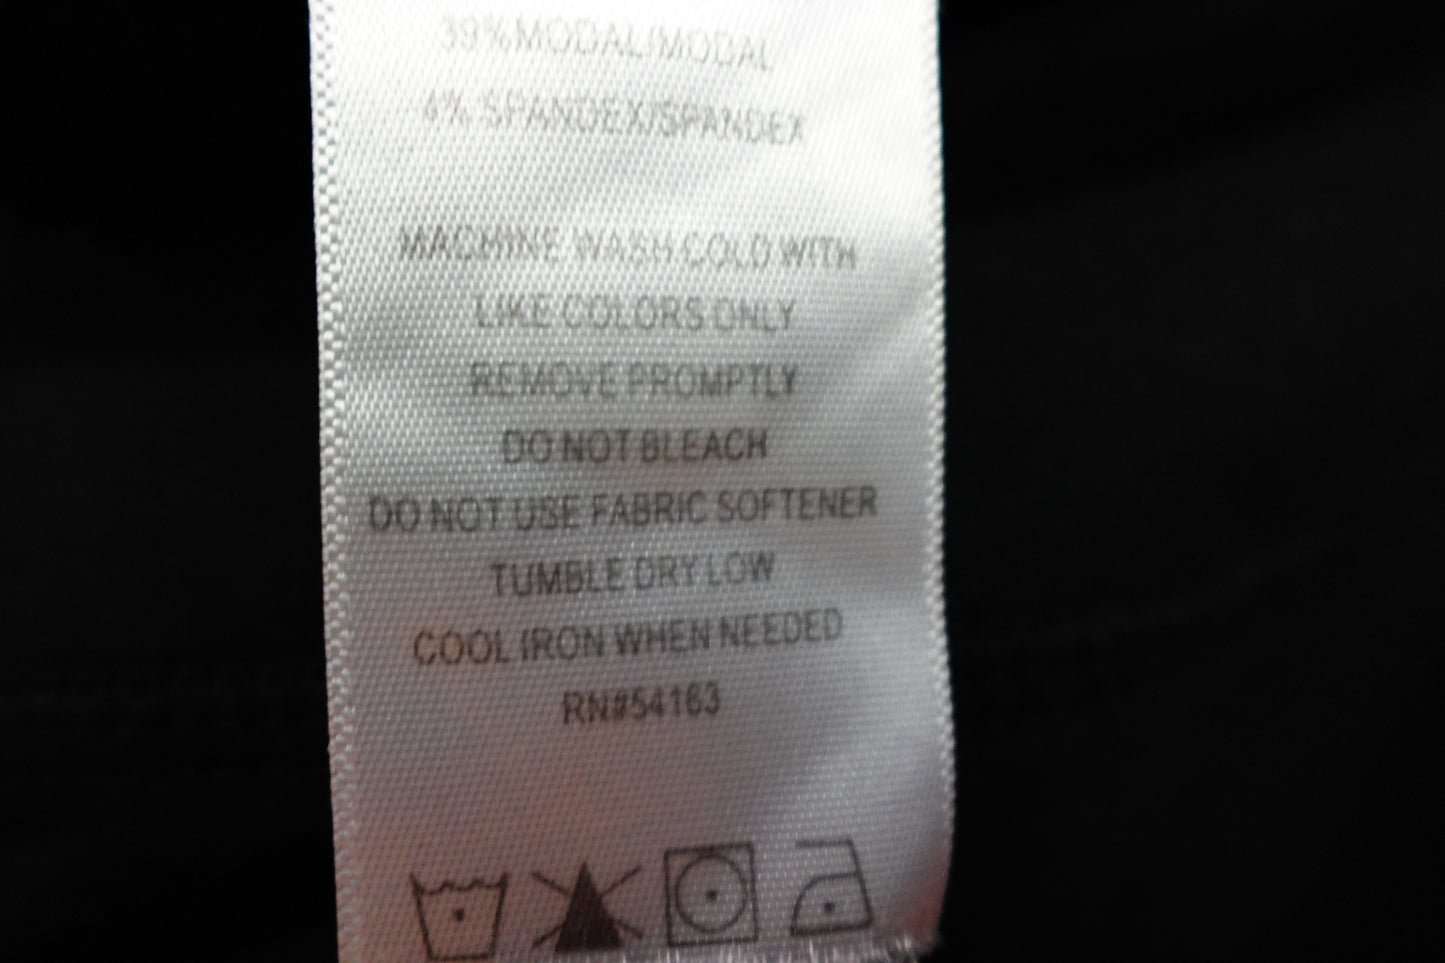 39%MODAL/MODAL
4% SPANDEX/SPANDEX
MACHINE WASH COLD WITH
LIKE COLORS ONLY
REMOVE PROMPTLY
DO NOT BLEACH
DO NOT USE FABRIC SOFTENER
TUMBLE DRY LOW
COOL IRON WHEN NEEDED
RN#54163